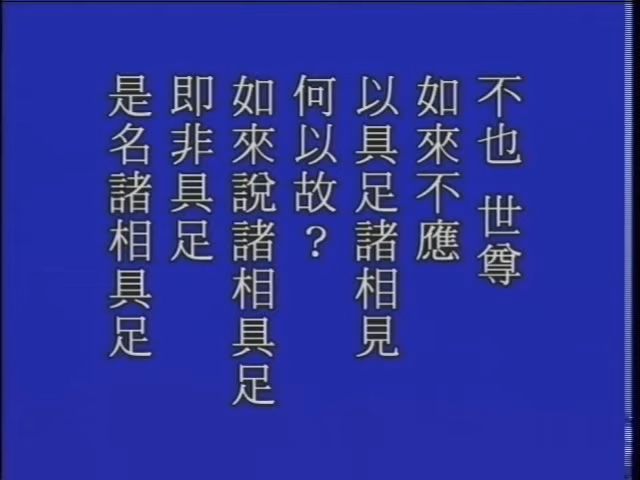 不也 世尊
如來不應
以具足諸相見
何以故？
如來說諸相具足
即非具足
是名諸相具足